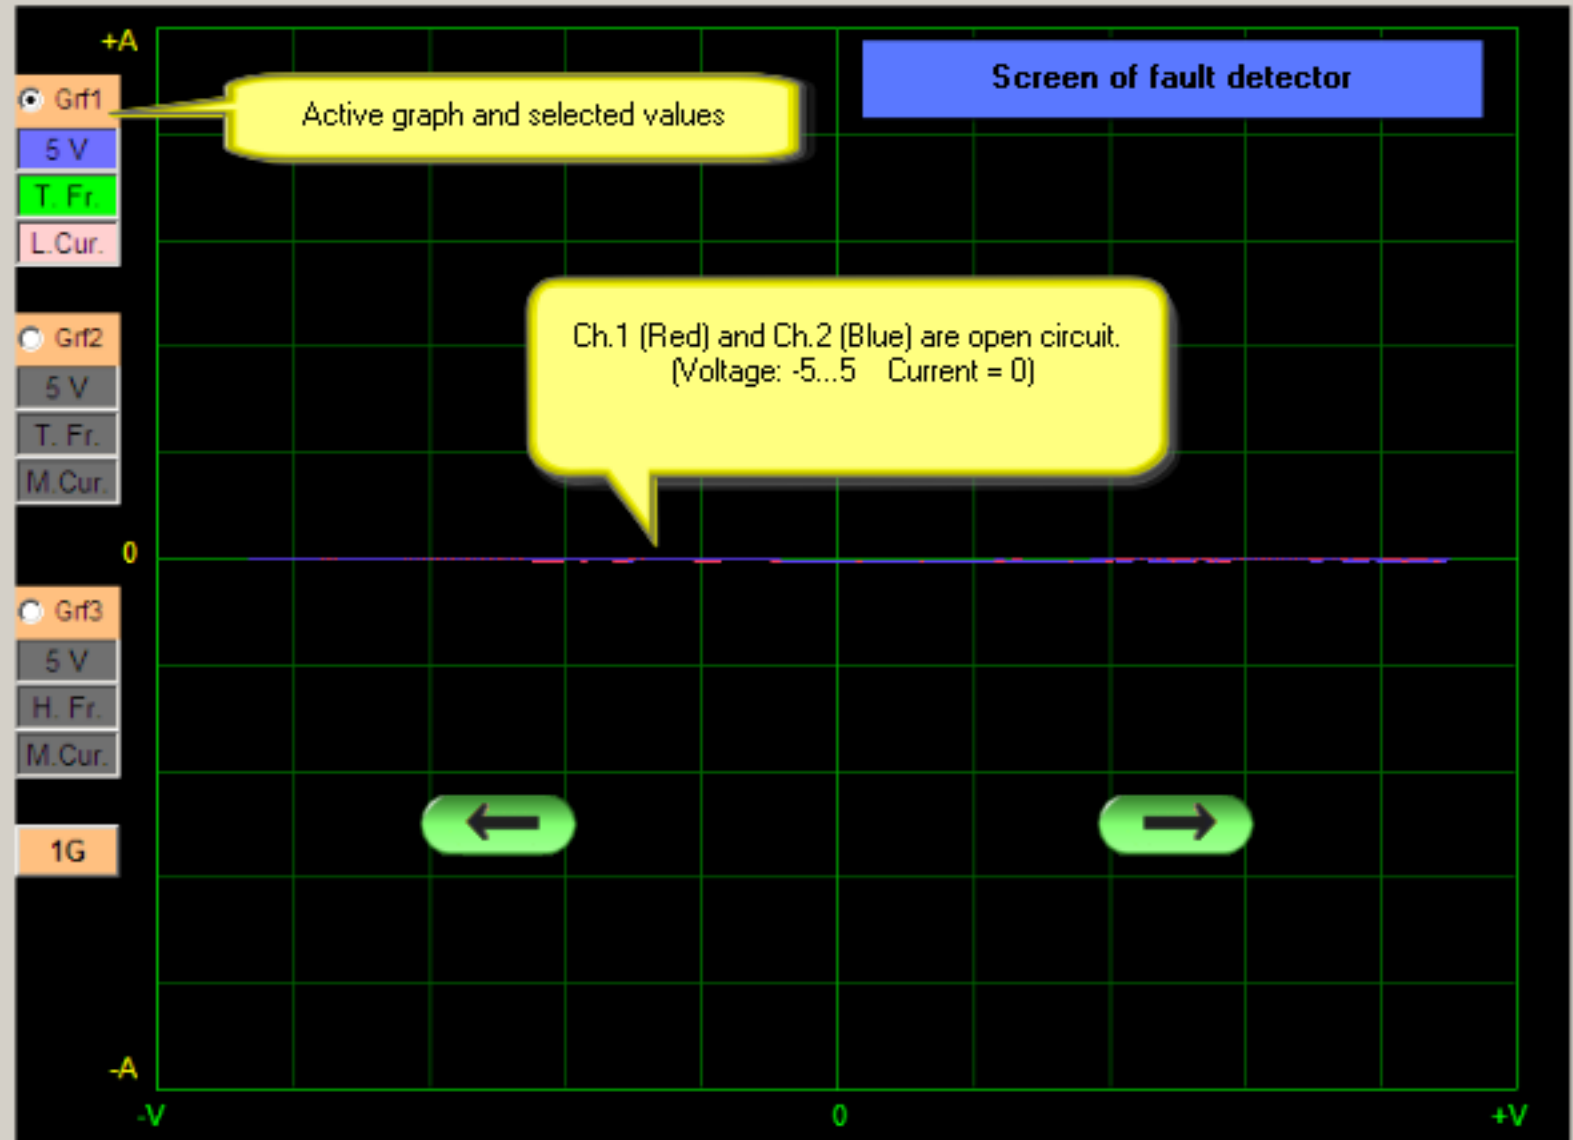 +A
Screen of fault detector
Grf1
Active graph and selected values
5 V
T. Fr.
L.Cur.
Ch.1 (Red) and Ch.2 (Blue) are open circuit.
(Voltage: -5...5 Current = 0)
Grf2
5 V
T. Fr.
M.Cur.
0
Grf3
5 V
H. Fr.
M.Cur.
1G
-A
-V
0
+V